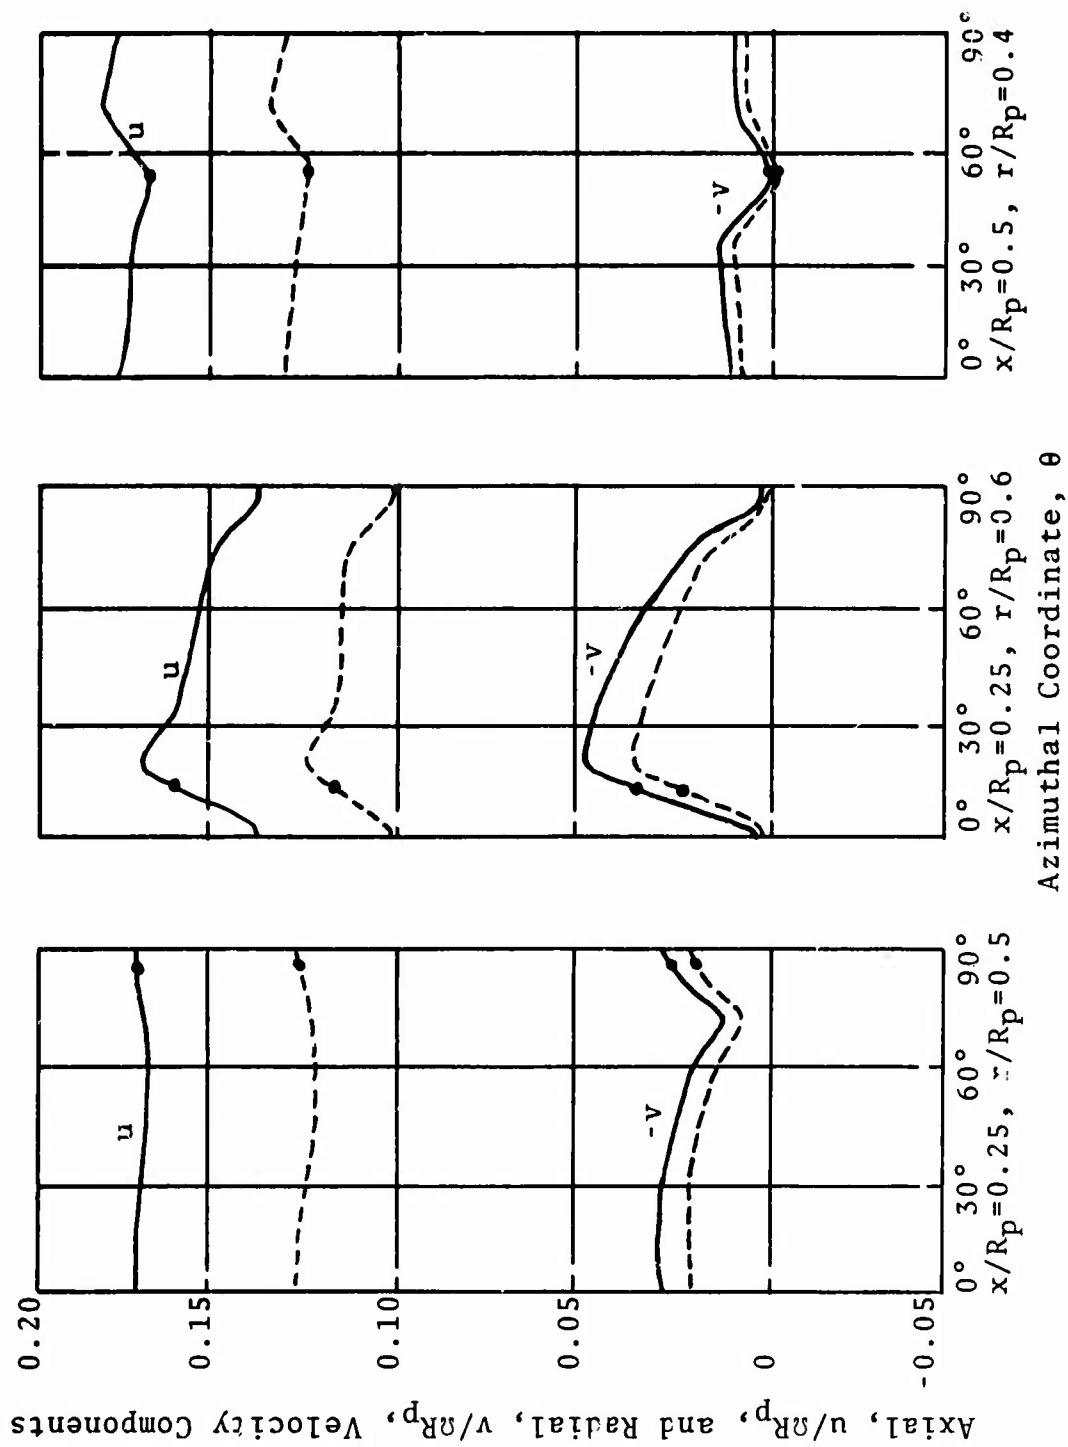 Axial, u/ΩRp, and Radial, v/ΩRp, Velocity Components
0.20
0.15
0.10
0.05
0
-0.05
u
-v
0° 30° 60° 90°
x/Rp=0.25, r/Rp=0.5
u
-v
0° 30° 60° 90°
x/Rp=0.25, r/Rp=0.6
u
-v
0° 30° 60° 90°
x/Rp=0.5, r/Rp=0.4
Azimuthal Coordinate, θ